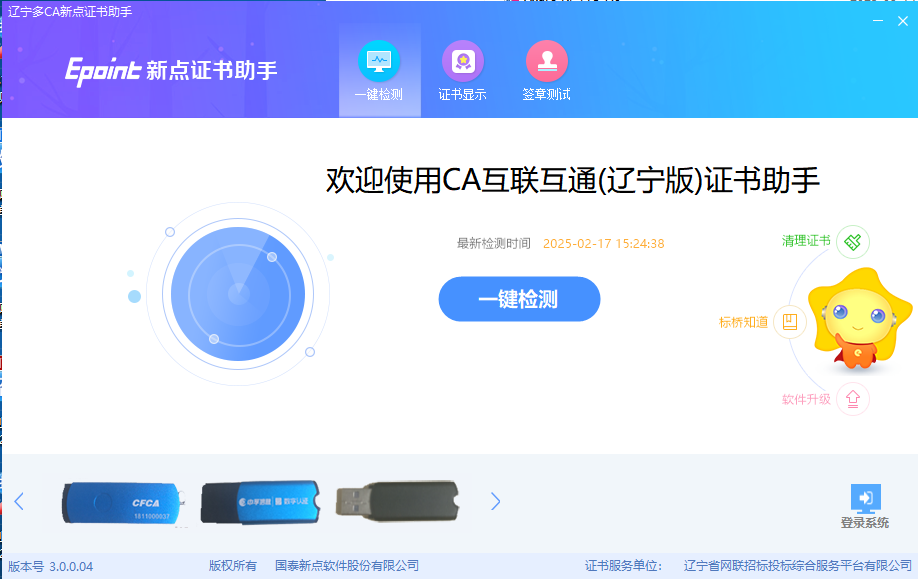 辽宁多CA新点证书助手
Epoint 新点证书助手
一键检测
证书显示
签章测试
欢迎使用CA互联互通(辽宁版)证书助手
最新检测时间 2025-02-17 15:24:38
一键检测
清理证书
标桥知道
软件升级
CFCA
数字认证
登录系统
版本号 3.0.0.04
版权所有 国泰新点软件股份有限公司
证书服务单位: 辽宁省网联招标投标综合服务平台有限公司